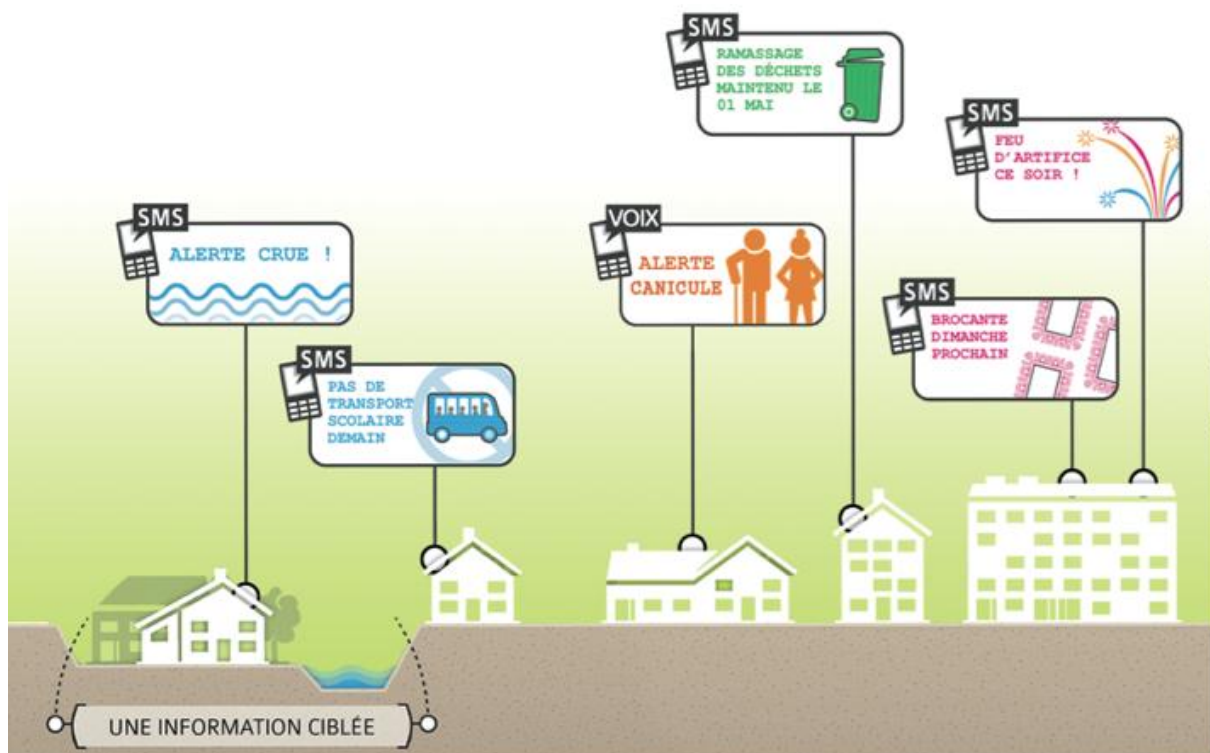 SMS
RAMASSAGE
DES DÉCHETS
MAINTENU LE
01 MAI
SMS
FEU
D'ARTIFICE
CE SOIR !
SMS
ALERTE CRUE !
VOIX
ALERTE
CANICULE
SMS
BROCANTE
DIMANCHE
PROCHAIN
SMS
PAS DE
TRANSPORT
SCOLAIRE
DEMAIN
UNE INFORMATION CIBLÉE